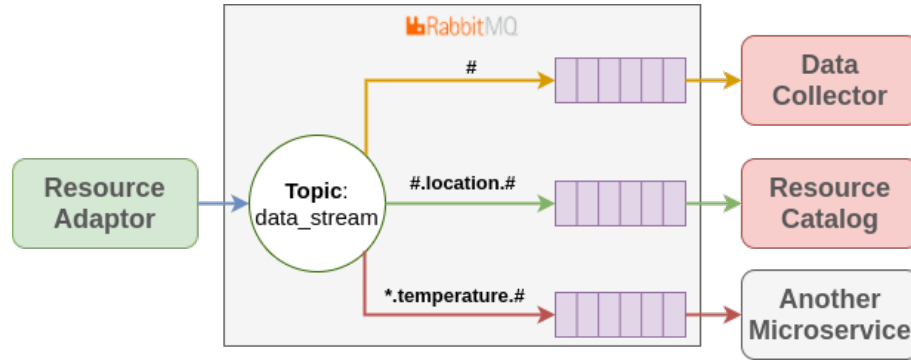 RabbitMQ
#
Data
Collector
Resource
Adaptor
Topic:
data_stream
#.location.#
Resource
Catalog
*.temperature.#
Another
Microservice